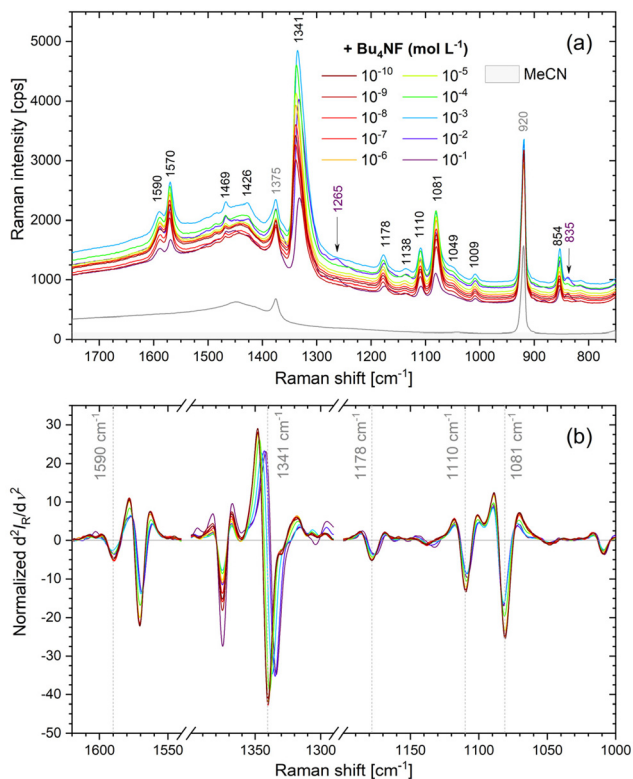 (a)
+ Bu₄NF (mol L⁻¹)
10⁻¹⁰
10⁻⁹
10⁻⁸
10⁻⁷
10⁻⁶
10⁻⁵
10⁻⁴
10⁻³
10⁻²
10⁻¹
MeCN
Raman intensity [cps]
5000
4000
3000
2000
1000
0
1590
1570
1469
1426
1375
1341
1265
1178
1138
1110
1081
1049
1009
920
854
835
1700 1600 1500 1400 1300 1200 1100 1000 900 800
Raman shift [cm⁻¹]
(b)
Normalized d²I_R/dν²
30
20
10
0
-10
-20
-30
-40
-50
1590 cm⁻¹
1341 cm⁻¹
1178 cm⁻¹
1110 cm⁻¹
1081 cm⁻¹
1600 1550 1350 1300 1150 1100 1050 1000
Raman shift [cm⁻¹]